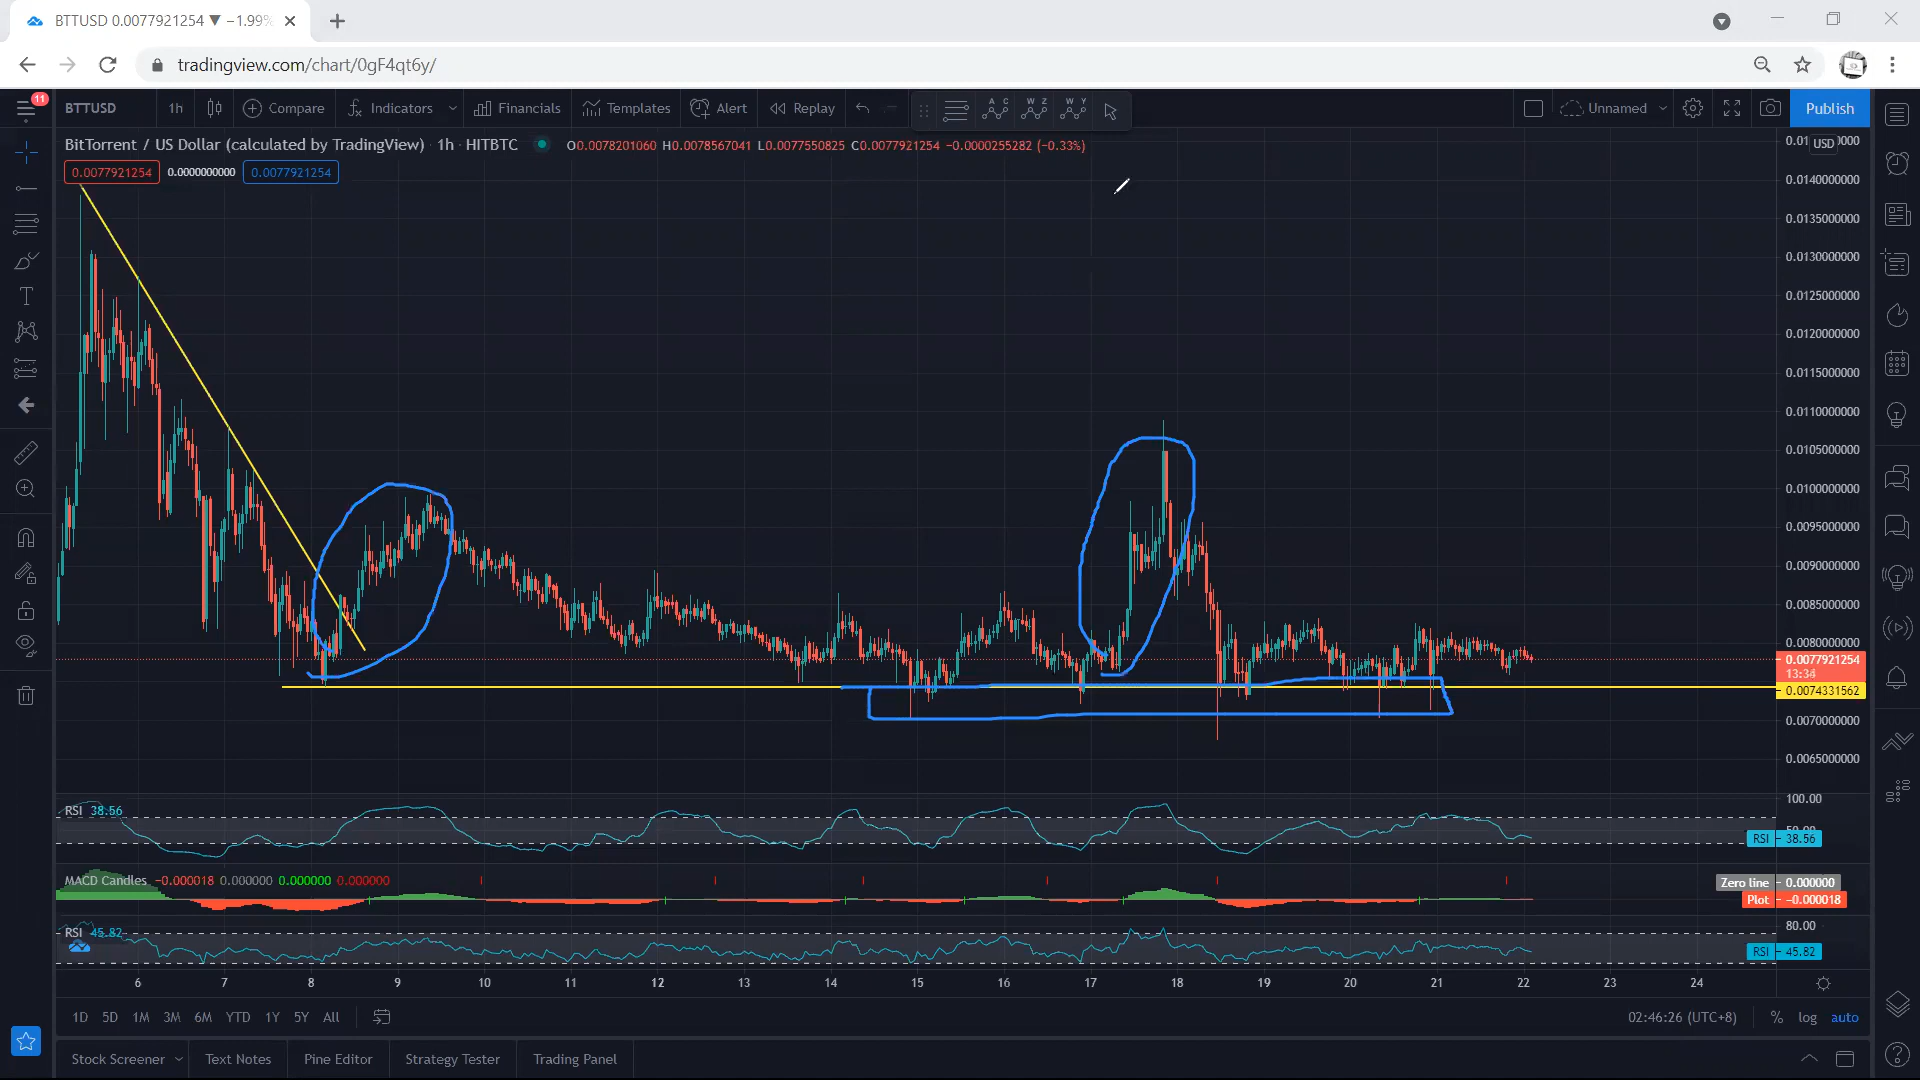 BTTUSD 0.0077921254 ▼ −1.99%
tradingview.com/chart/0gF4qt6y/
11
BTTUSD 1h Compare Indicators Financials Templates Alert Replay Unnamed Publish
A C
W Z
W Y
BitTorrent / US Dollar (calculated by TradingView) · 1h · HITBTC O0.0078201060 H0.0078567041 L0.0077550825 C0.0077921254 −0.0000255282 (−0.33%)
0.0077921254 0.0000000000 0.0077921254
USD
0.0140000000
0.0135000000
0.0130000000
0.0125000000
0.0120000000
0.0115000000
0.0110000000
0.0105000000
0.0100000000
0.0095000000
0.0090000000
0.0085000000
0.0080000000
0.0077921254
13:34
0.0074331562
0.0070000000
0.0065000000
RSI 38.56
100.00
RSI 38.56
MACD Candles −0.000018 0.000000 0.000000 0.000000
Zero line 0.000000
Plot −0.000018
RSI 45.82
80.00
RSI 45.82
6 7 8 9 10 11 12 13 14 15 16 17 18 19 20 21 22 23 24
1D 5D 1M 3M 6M YTD 1Y 5Y All
02:46:26 (UTC+8) % log auto
Stock Screener Text Notes Pine Editor Strategy Tester Trading Panel